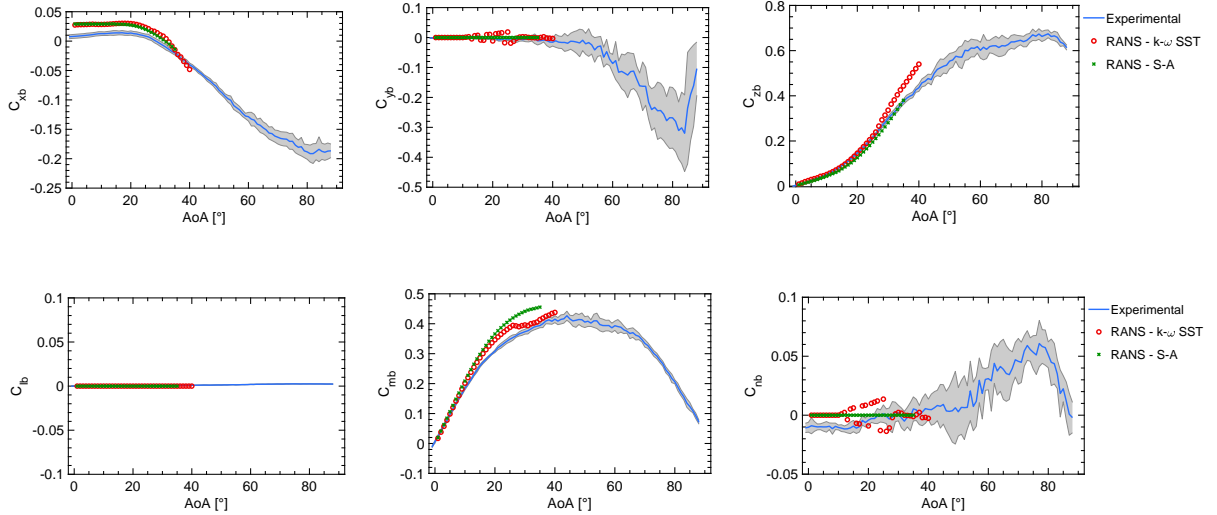 0.05
0
-0.05
-0.1
-0.15
-0.2
-0.25
C_xb
0 20 40 60 80
AoA [°]
0.1
0
-0.1
-0.2
-0.3
-0.4
-0.5
C_yb
0 20 40 60 80
AoA [°]
0.8
0.6
0.4
0.2
0
C_zb
0 20 40 60 80
AoA [°]
Experimental
RANS - k-ω SST
RANS - S-A
0.1
0.05
0
-0.05
-0.1
C_lb
0 20 40 60 80
AoA [°]
0.5
0.4
0.3
0.2
0.1
0
-0.1
C_mb
0 20 40 60 80
AoA [°]
0.1
0.05
0
-0.05
C_nb
0 20 40 60 80
AoA [°]
Experimental
RANS - k-ω SST
RANS - S-A